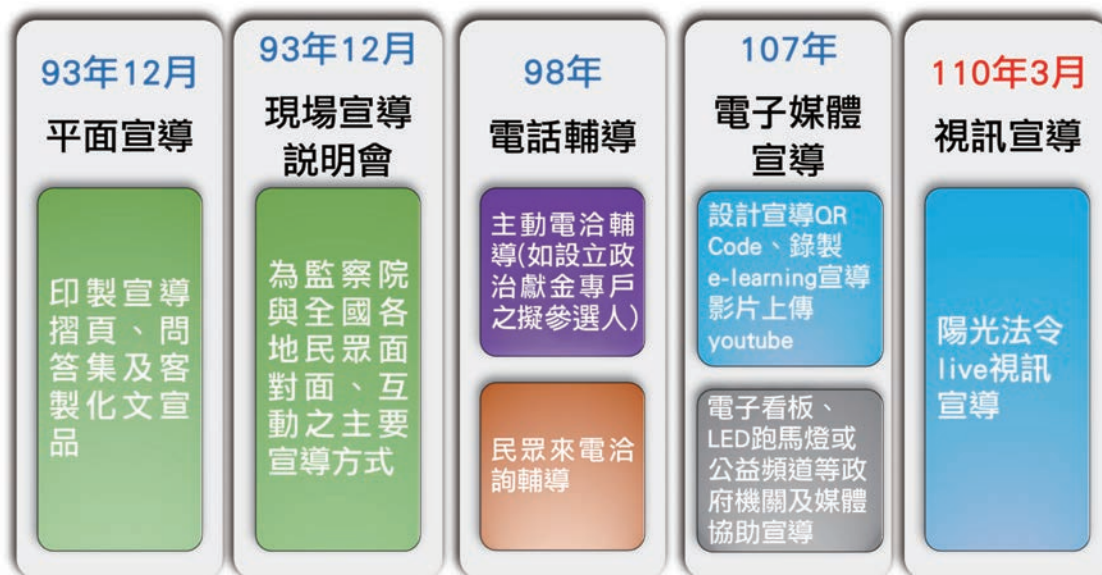 93年12月
平面宣導
印製宣導
摺頁、問
答集及客
製化文宣
品
93年12月
現場宣導
說明會
為監察院
與全國各
地民眾面
對面、互
動之主要
宣導方式
98年
電話輔導
主動電洽輔
導(如設立政
治獻金專戶
之擬參選人)
民眾來電洽
詢輔導
107年
電子媒體
宣導
設計宣導QR
Code、錄製
e-learning宣導
影片上傳
youtube
電子看板、
LED跑馬燈或
公益頻道等政
府機關及媒體
協助宣導
110年3月
視訊宣導
陽光法令
live視訊
宣導